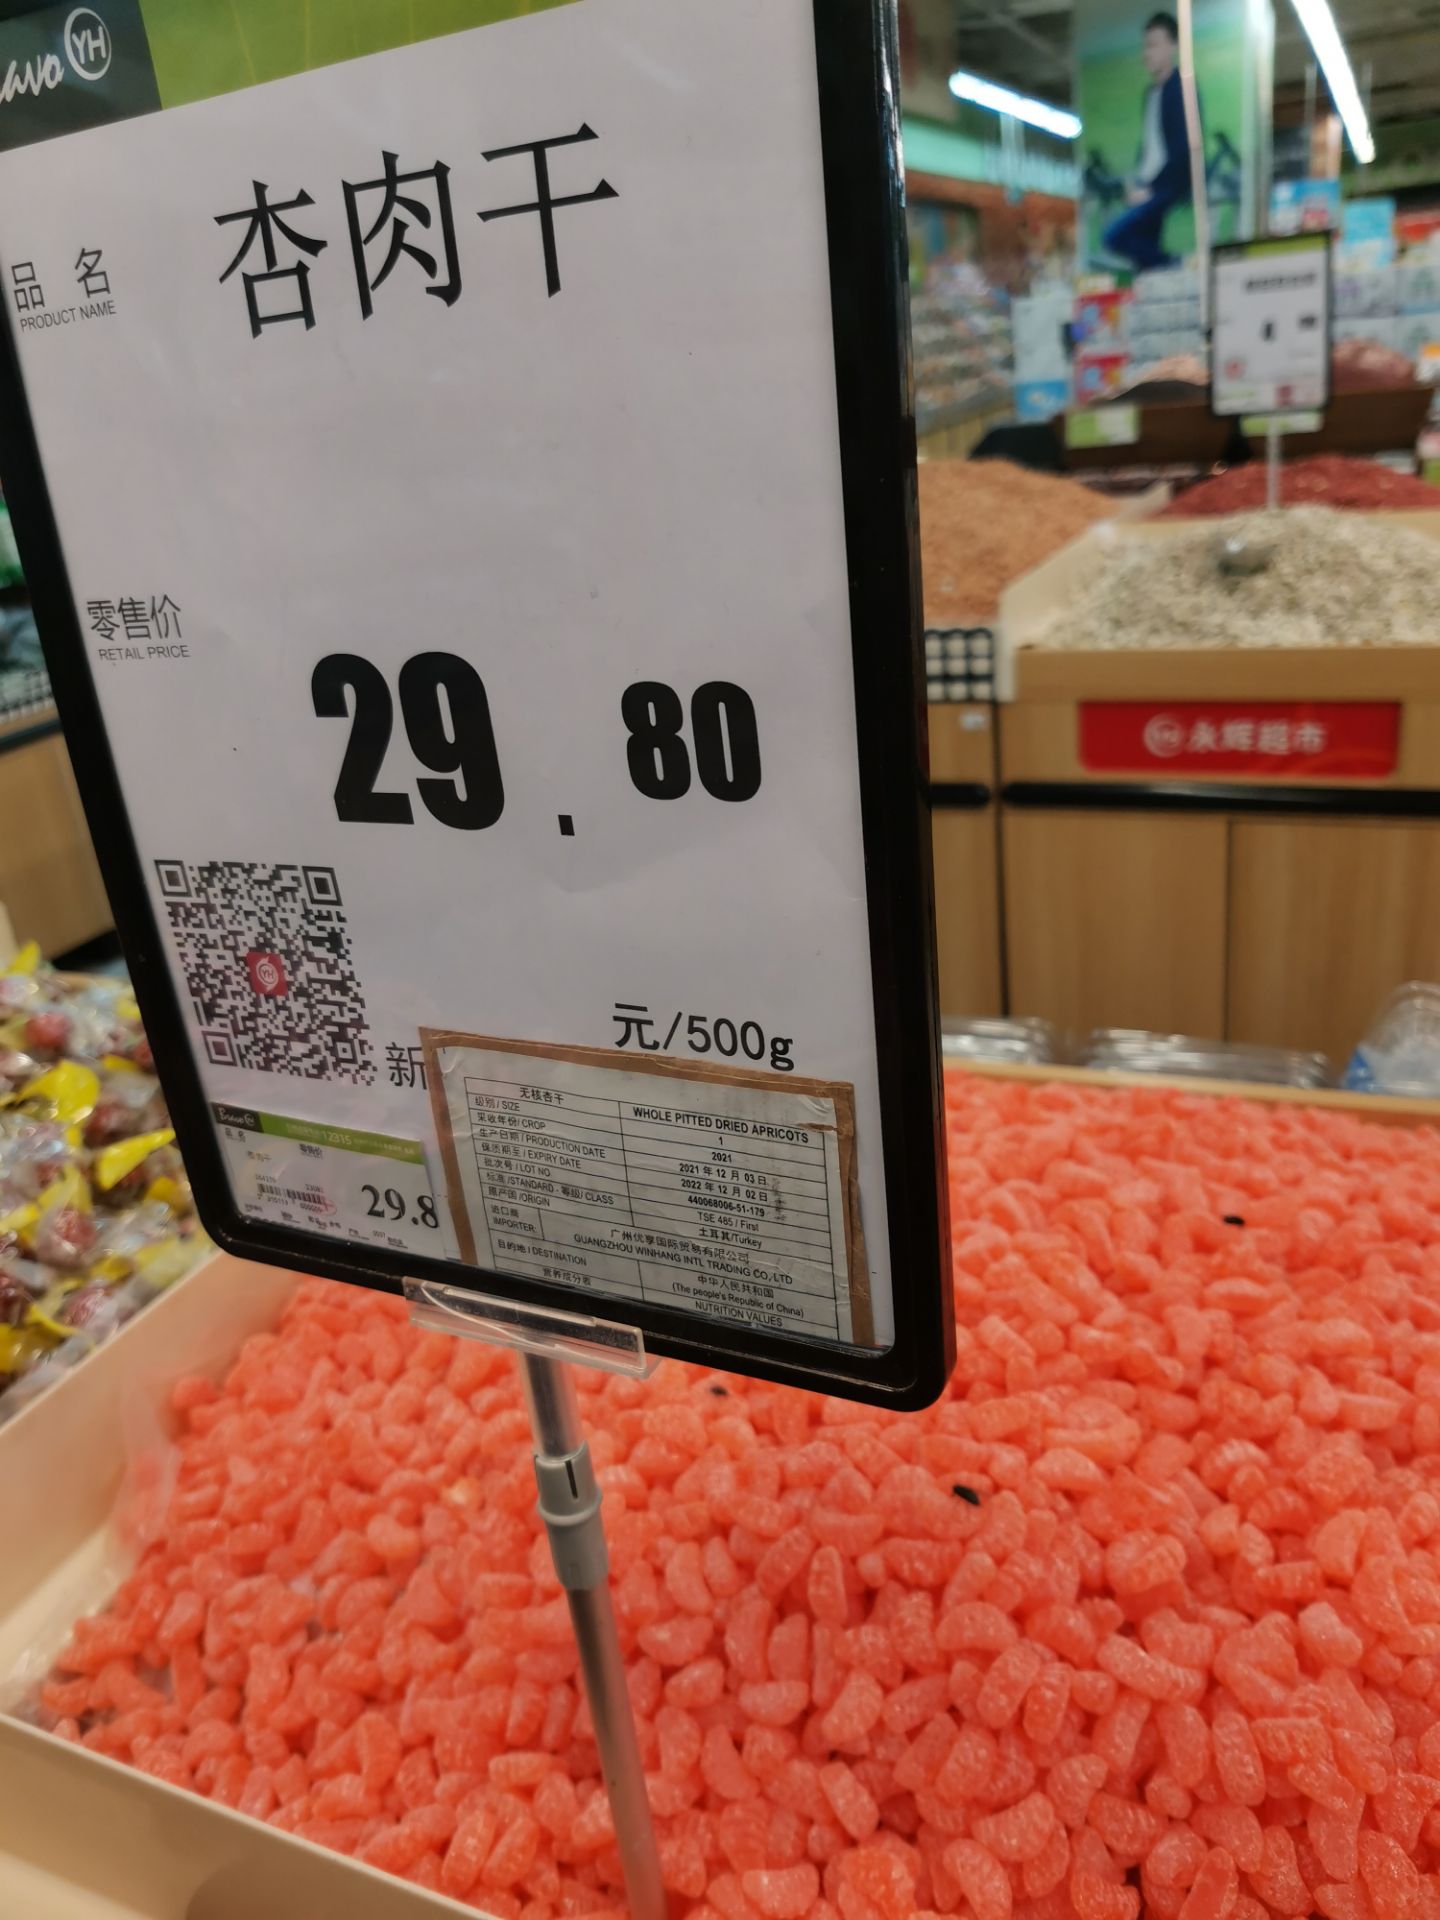 YH
杏肉干
品 名
PRODUCT NAME
零售价
RETAIL PRICE
29.80
YH
元/500g
新
12315
品 名
零售价
29.8
无核杏干 WHOLE PITTED DRIED APRICOTS
级别 / SIZE 1
采收年份/ CROP 2021
生产日期 / PRODUCTION DATE 2021 年 12 月 03 日
保质期至 / EXPIRY DATE 2022 年 12 月 02 日
批次号 / LOT NO. 440068006-51-179
标准 /STANDARD - 等级/ CLASS TSE 485 / First
原产国 /ORIGIN 土耳其/Turkey
进口商
IMPORTER:
广州优享国际贸易有限公司
GUANGZHOU WINHANG INTL TRADING CO,.LTD
目的地 / DESTINATION 中华人民共和国
(The people's Republic of China)
营养成分表 NUTRITION VALUES
永辉超市